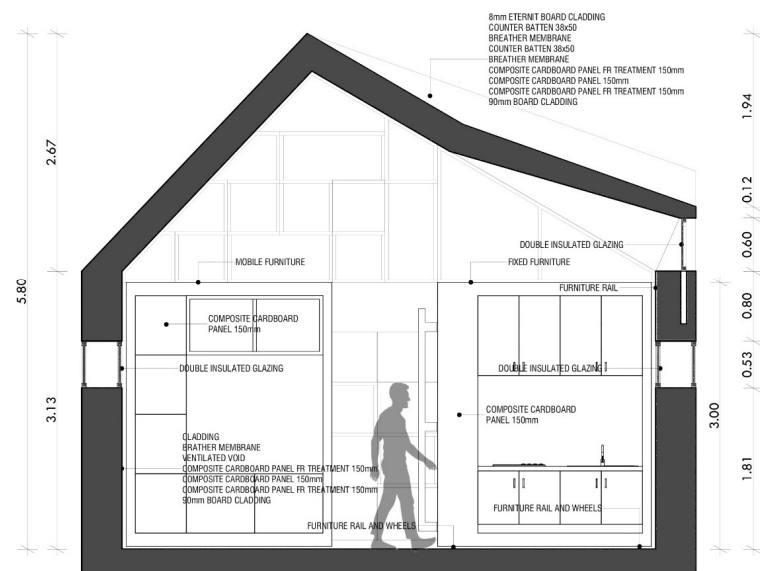 8mm ETERNIT BOARD CLADDING
COUNTER BATTEN 38x50
BREATHER MEMBRANE
COUNTER BATTEN 38x50
BREATHER MEMBRANE
COMPOSITE CARDBOARD PANEL FR TREATMENT 150mm
COMPOSITE CARDBOARD PANEL 150mm
COMPOSITE CARDBOARD PANEL FR TREATMENT 150mm
90mm BOARD CLADDING
1.94
2.67
0.12
DOUBLE INSULATED GLAZING
0.60
MOBILE FURNITURE
FIXED FURNITURE
5.80
FURNITURE RAIL
0.80
COMPOSITE CARDBOARD
PANEL 150mm
DOUBLE INSULATED GLAZING
DOUBLE INSULATED GLAZING
0.53
3.13
COMPOSITE CARDBOARD
PANEL 150mm
3.00
CLADDING
BRATHER MEMBRANE
VENTILATED VOID
COMPOSITE CARDBOARD PANEL FR TREATMENT 150mm
COMPOSITE CARDBOARD PANEL 150mm
COMPOSITE CARDBOARD PANEL FR TREATMENT 150mm
90mm BOARD CLADDING
1.81
FURNITURE RAIL AND WHEELS
FURNITURE RAIL AND WHEELS